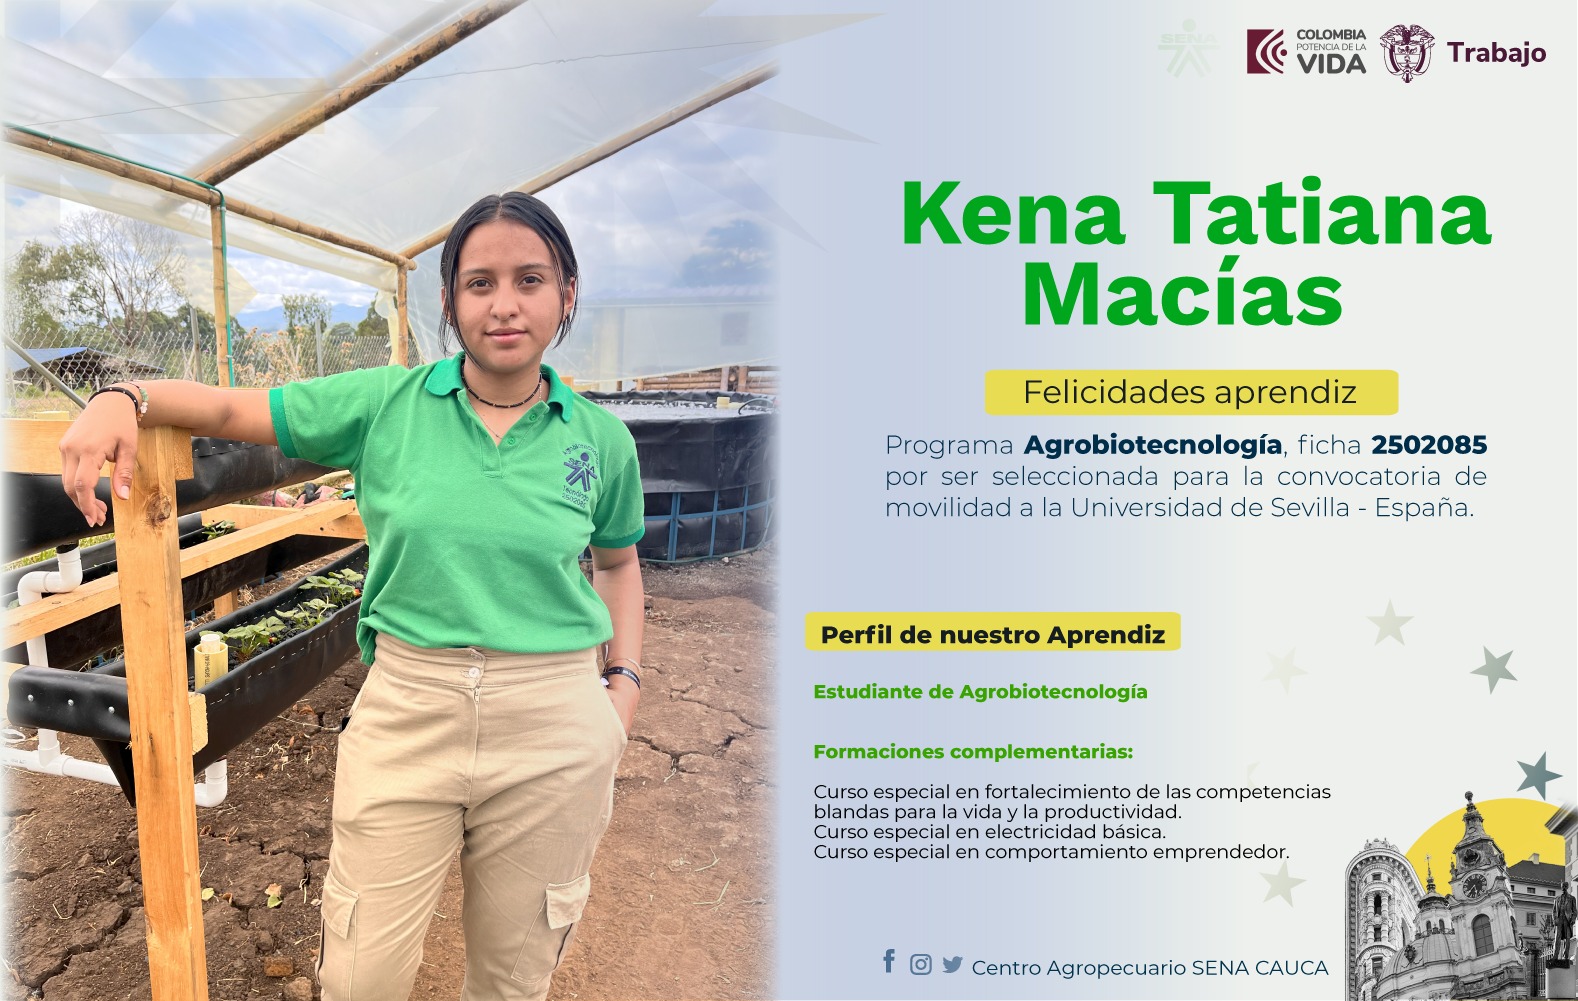 SENA
COLOMBIA
POTENCIA DE LA
VIDA
Trabajo
Kena Tatiana
Macías
Felicidades aprendiz
Programa Agrobiotecnología, ficha 2502085
por ser seleccionada para la convocatoria de
movilidad a la Universidad de Sevilla - España.
SENA
2502085
Perfil de nuestro Aprendiz
Estudiante de Agrobiotecnología
Formaciones complementarias:
Curso especial en fortalecimiento de las competencias
blandas para la vida y la productividad.
Curso especial en electricidad básica.
Curso especial en comportamiento emprendedor.
Centro Agropecuario SENA CAUCA